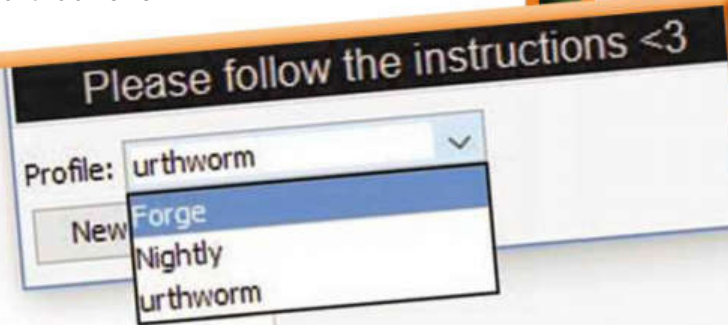 Please follow the instructions <3
Profile: urthworm
New
Forge
Nightly
urthworm